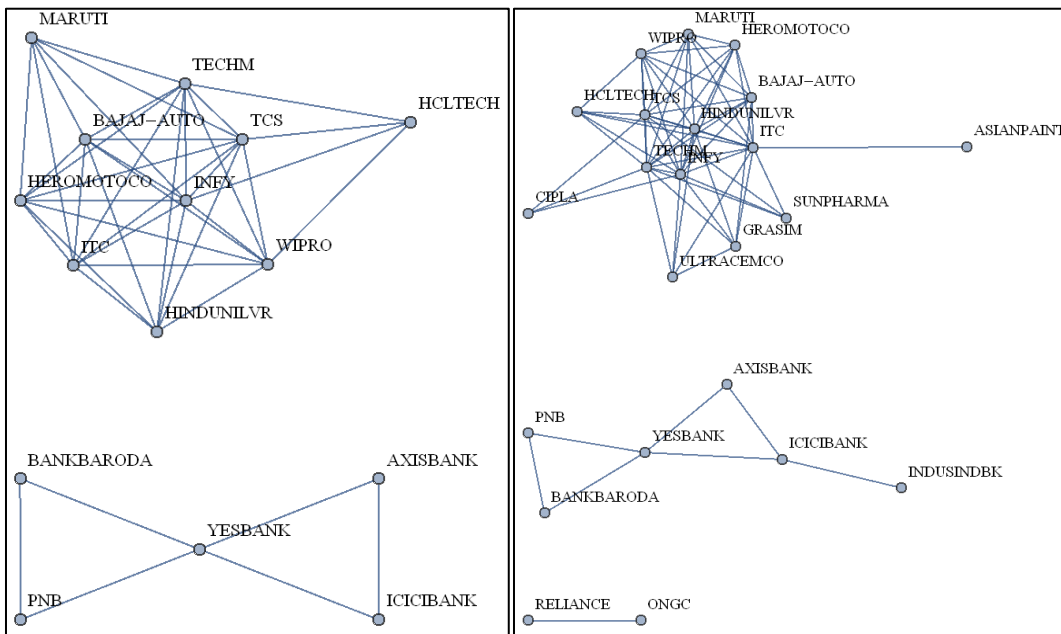 MARUTI
TECHM
HCLTECH
BAJAJ-AUTO
TCS
HEROMOTOCO
INFY
ITC
WIPRO
HINDUNILVR
BANKBARODA
AXISBANK
YESBANK
PNB
ICICIBANK
MARUTI
HEROMOTOCO
WIPRO
BAJAJ-AUTO
HCLTECH
TCS
HINDUNILVR
ITC
ASIANPAINT
TECHM
INFY
CIPLA
SUNPHARMA
GRASIM
ULTRACEMCO
AXISBANK
PNB
YESBANK
ICICIBANK
INDUSINDBK
BANKBARODA
RELIANCE
ONGC